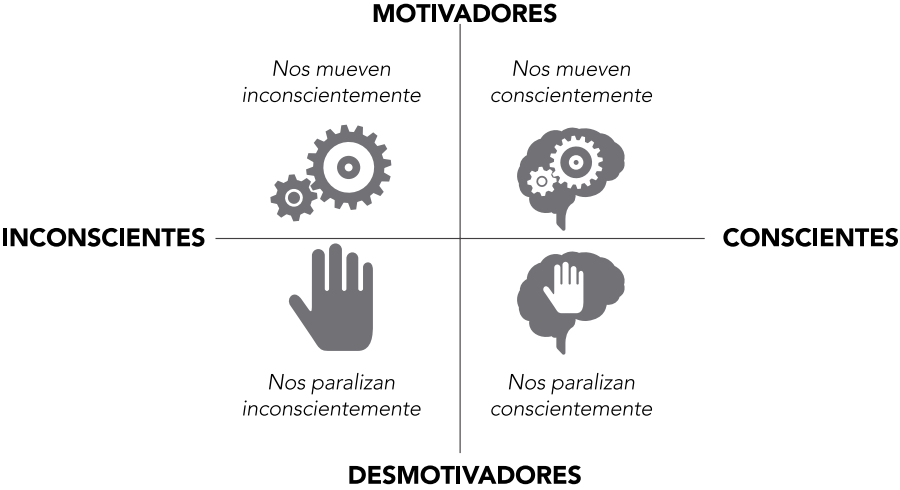 MOTIVADORES
Nos mueven
inconscientemente
Nos mueven
conscientemente
INCONSCIENTES
CONSCIENTES
Nos paralizan
inconscientemente
Nos paralizan
conscientemente
DESMOTIVADORES